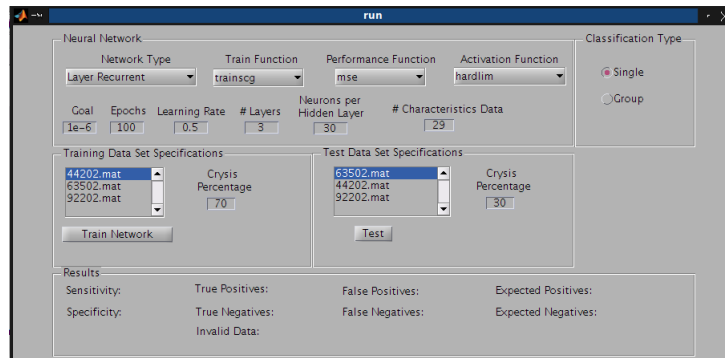 run
Neural Network
Classification Type
Network Type Train Function Performance Function Activation Function
Layer Recurrent trainscg mse hardlim
Single
Group
Goal Epochs Learning Rate # Layers Neurons per Hidden Layer # Characteristics Data
1e-6 100 0.5 3 30 29
Training Data Set Specifications
44202.mat
63502.mat
92202.mat
Crysis
Percentage
70
Train Network
Test Data Set Specifications
63502.mat
44202.mat
92202.mat
Crysis
Percentage
30
Test
Results
Sensitivity: True Positives: False Positives: Expected Positives:
Specificity: True Negatives: False Negatives: Expected Negatives:
Invalid Data: